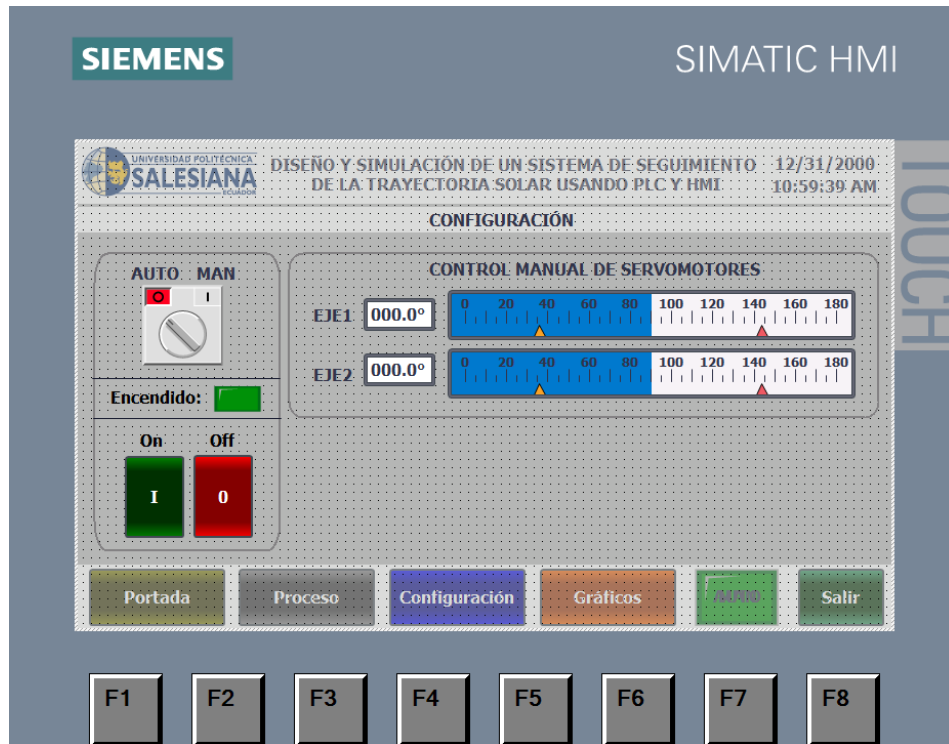 SIEMENS
SIMATIC HMI
TOUCH
UNIVERSIDAD POLITÉCNICA
SALESIANA
ECUADOR
DISEÑO Y SIMULACIÓN DE UN SISTEMA DE SEGUIMIENTO
DE LA TRAYECTORIA SOLAR USANDO PLC Y HMI
12/31/2000
10:59:39 AM
CONFIGURACIÓN
AUTO MAN
O I
Encendido:
On Off
I 0
CONTROL MANUAL DE SERVOMOTORES
EJE1 000.0° 0 20 40 60 80 100 120 140 160 180
EJE2 000.0° 0 20 40 60 80 100 120 140 160 180
Portada Proceso Configuración Gráficos AUTO Salir
F1 F2 F3 F4 F5 F6 F7 F8